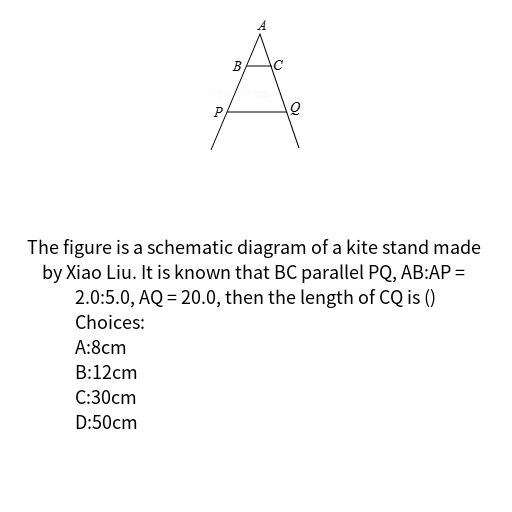 A
B
C
P
Q
The figure is a schematic diagram of a kite stand made
by Xiao Liu. It is known that BC parallel PQ, AB:AP =
2.0:5.0, AQ = 20.0, then the length of CQ is ()
Choices:
A:8cm
B:12cm
C:30cm
D:50cm